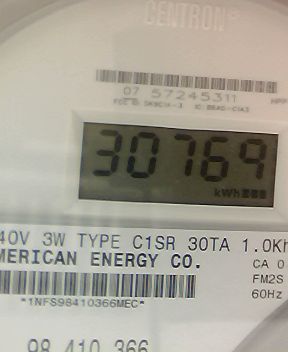 CENTRON®
07 57245311
30769
kWh
40V 3W TYPE C1SR 30TA 1.0Kh
MERICAN ENERGY CO.
CA 0
FM2S
60Hz
*1NFS98410366MEC*
98 410 366